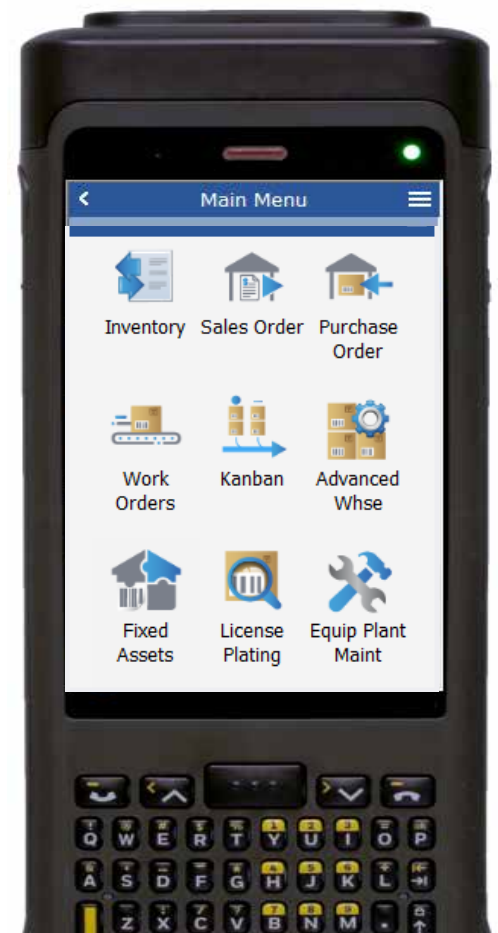 Main Menu
Inventory Sales Order Purchase
Order
Work Kanban Advanced
Orders Whse
Fixed License Equip Plant
Assets Plating Maint
Q W E R T Y U I O P
A S D F G H J K L
Z X C V B N M .